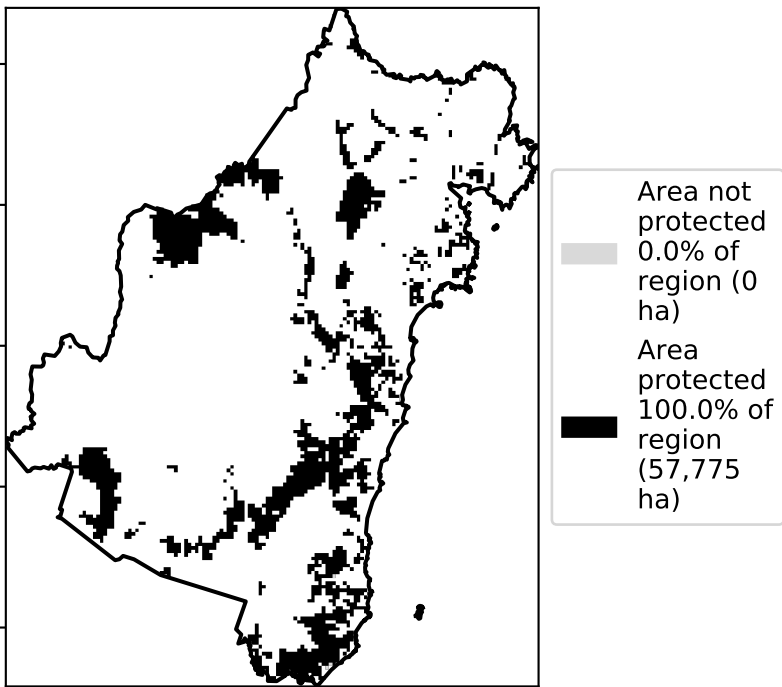 Area not
protected
0.0% of
region (0
ha)
Area
protected
100.0% of
region
(57,775
ha)